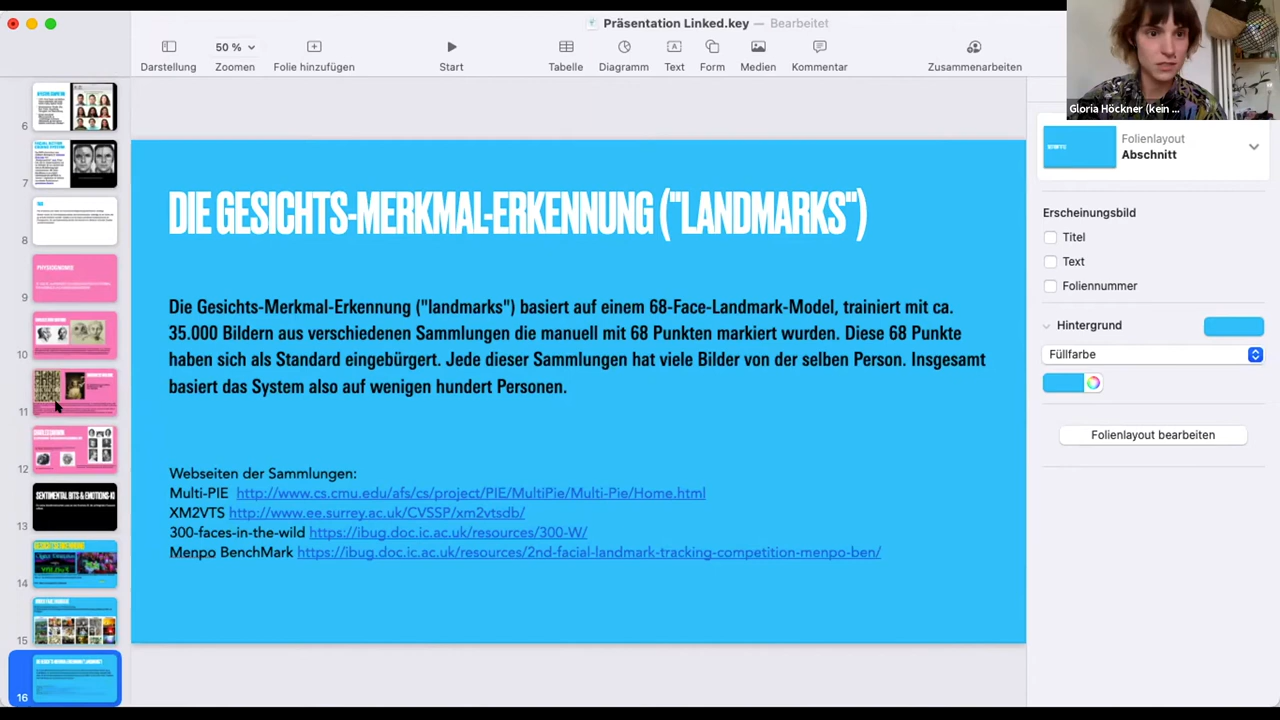 Präsentation Linked.key — Bearbeitet
50 %
Darstellung Zoomen Folie hinzufügen Start Tabelle Diagramm Text Form Medien Kommentar Zusammenarbeiten
Gloria Höckner (kein ...
6
7
8
9
10
11
12
13
14
15
16
PHYSIOGNOMIE
SENTIMENTAL BITS & EMOTIONS-KI
DIE GESICHTS-MERKMAL-ERKENNUNG ("LANDMARKS")
Die Gesichts-Merkmal-Erkennung ("landmarks") basiert auf einem 68-Face-Landmark-Model, trainiert mit ca.
35.000 Bildern aus verschiedenen Sammlungen die manuell mit 68 Punkten markiert wurden. Diese 68 Punkte
haben sich als Standard eingebürgert. Jede dieser Sammlungen hat viele Bilder von der selben Person. Insgesamt
basiert das System also auf wenigen hundert Personen.
Webseiten der Sammlungen:
Multi-PIE http://www.cs.cmu.edu/afs/cs/project/PIE/MultiPie/Multi-Pie/Home.html
XM2VTS http://www.ee.surrey.ac.uk/CVSSP/xm2vtsdb/
300-faces-in-the-wild https://ibug.doc.ic.ac.uk/resources/300-W/
Menpo BenchMark https://ibug.doc.ic.ac.uk/resources/2nd-facial-landmark-tracking-competition-menpo-ben/
Folienlayout
Abschnitt
Erscheinungsbild
Titel
Text
Foliennummer
Hintergrund
Füllfarbe
Folienlayout bearbeiten